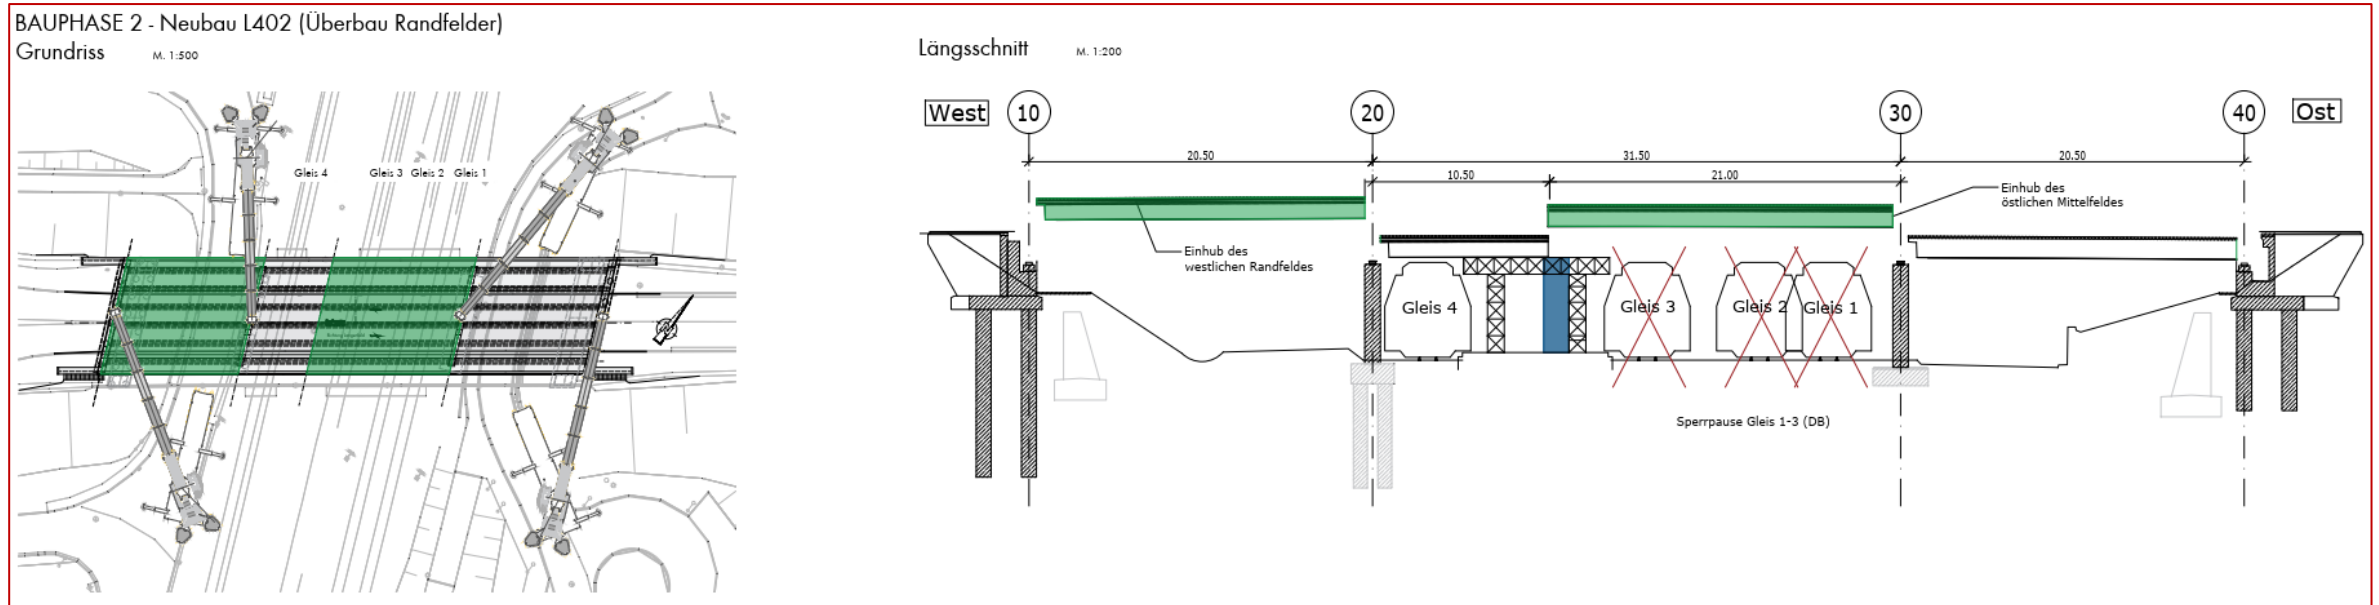 BAUPHASE 2 - Neubau L402 (Überbau Randfelder)
Grundriss M. 1:500
Gleis 4 Gleis 3 Gleis 2 Gleis 1
Längsschnitt M. 1:200
West 10 20 30 40 Ost
20.50 31.50 20.50
10.50 21.00
Einhub des
östlichen Mittelfeldes
Einhub des
westlichen Randfeldes
Gleis 4 Gleis 3 Gleis 2 Gleis 1
Sperrpause Gleis 1-3 (DB)